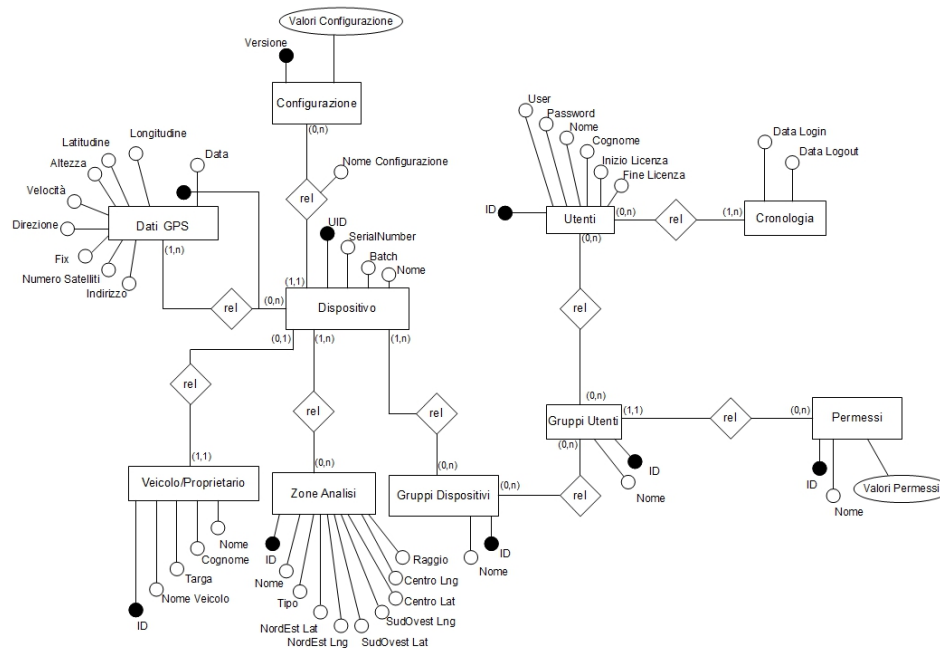 Valori Configurazione
Versione
Configurazione
(0,n)
Nome Configurazione
rel
(1,1)
Longitudine
Latitudine
Data
Altezza
Velocità
Direzione
Dati GPS
Fix
Numero Satelliti
Indirizzo
(1,n)
rel
(0,n)
UID
SerialNumber
Batch
Nome
Dispositivo
(0,1)
(1,n)
(1,n)
rel
rel
rel
(1,1)
(0,n)
(0,n)
Veicolo/Proprietario
Nome
Cognome
Targa
Nome Veicolo
ID
Zone Analisi
ID
Nome
Tipo
NordEst Lat
NordEst Lng
SudOvest Lat
SudOvest Lng
Centro Lat
Centro Lng
Raggio
Gruppi Dispositivi
(0,n)
ID
Nome
rel
User
Password
Nome
Cognome
Inizio Licenza
Fine Licenza
ID
Utenti
(0,n)
(0,n)
rel
(1,n)
Cronologia
Data Login
Data Logout
rel
(0,n)
Gruppi Utenti
(1,1)
(0,n)
ID
Nome
rel
(0,n)
Permessi
ID
Nome
Valori Permessi